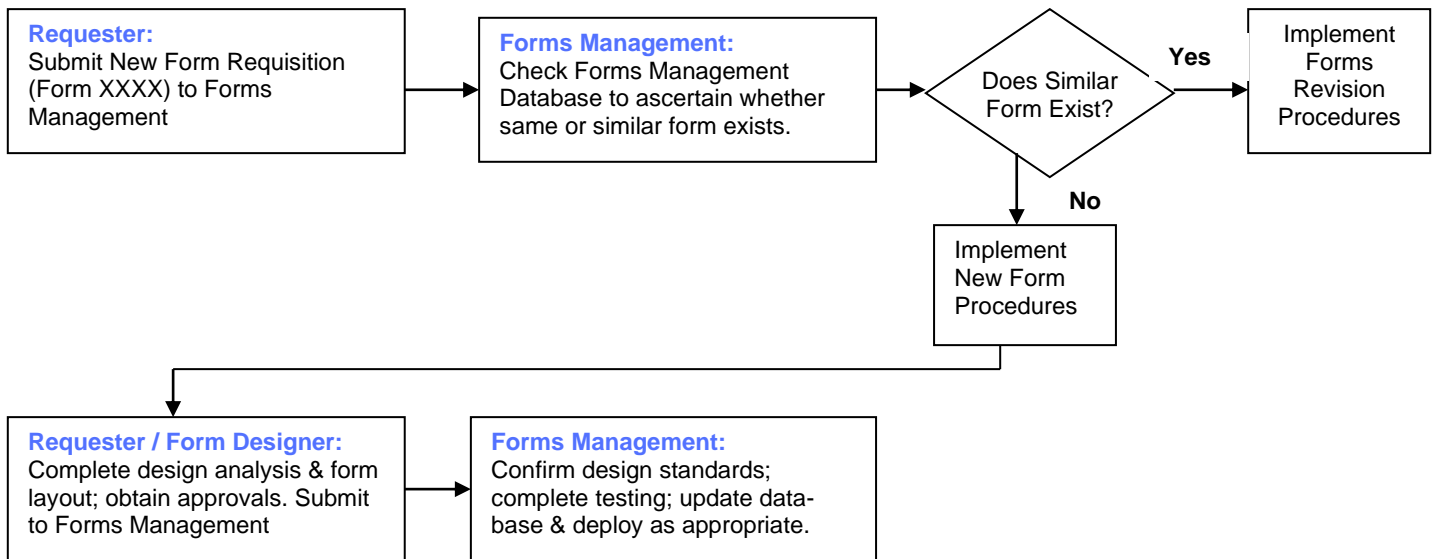 Requester:
Submit New Form Requisition
(Form XXXX) to Forms
Management
Forms Management:
Check Forms Management
Database to ascertain whether
same or similar form exists.
Does Similar
Form Exist?
Yes
Implement
Forms
Revision
Procedures
No
Implement
New Form
Procedures
Requester / Form Designer:
Complete design analysis & form
layout; obtain approvals. Submit
to Forms Management
Forms Management:
Confirm design standards;
complete testing; update data-
base & deploy as appropriate.